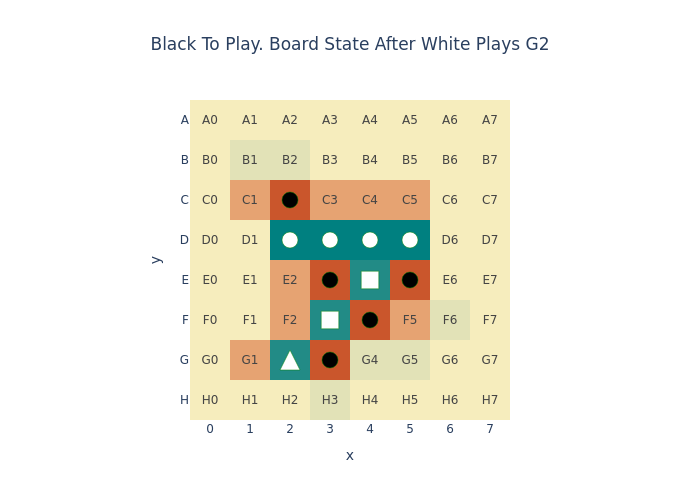 Black To Play. Board State After White Plays G2
A A0 A1 A2 A3 A4 A5 A6 A7
B B0 B1 B2 B3 B4 B5 B6 B7
C C0 C1 C3 C4 C5 C6 C7
D D0 D1 D6 D7
y
E E0 E1 E2 E6 E7
F F0 F1 F2 F5 F6 F7
G G0 G1 G4 G5 G6 G7
H H0 H1 H2 H3 H4 H5 H6 H7
0 1 2 3 4 5 6 7
x